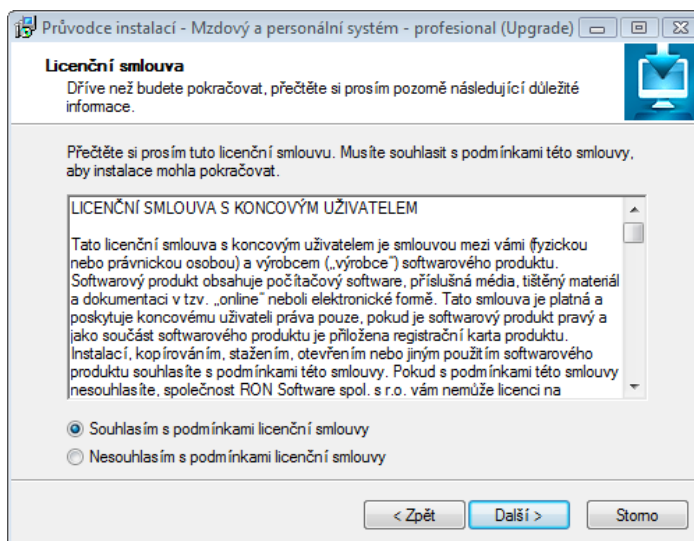 Průvodce instalací - Mzdový a personální systém - profesional (Upgrade)
Licenční smlouva
Dříve než budete pokračovat, přečtěte si prosím pozorně následující důležité
informace.
Přečtěte si prosím tuto licenční smlouvu. Musíte souhlasit s podmínkami této smlouvy,
aby instalace mohla pokračovat.
LICENČNÍ SMLOUVA S KONCOVÝM UŽIVATELEM
Tato licenční smlouva s koncovým uživatelem je smlouvou mezi vámi (fyzickou
nebo právnickou osobou) a výrobcem („výrobce“) softwarového produktu.
Softwarový produkt obsahuje počítačový software, příslušná média, tištěný materiál
a dokumentaci v tzv. „online“ neboli elektronické formě. Tato smlouva je platná a
poskytuje koncovému uživateli práva pouze, pokud je softwarový produkt pravý a
jako součást softwarového produktu je přiložena registrační karta produktu.
Instalací, kopírováním, stažením, otevřením nebo jiným použitím softwarového
produktu souhlasíte s podmínkami této smlouvy. Pokud s podmínkami této smlouvy
nesouhlasíte, společnost RON Software spol. s r.o. vám nemůže licenci na
Souhlasím s podmínkami licenční smlouvy
Nesouhlasím s podmínkami licenční smlouvy
< Zpět
Další >
Storno